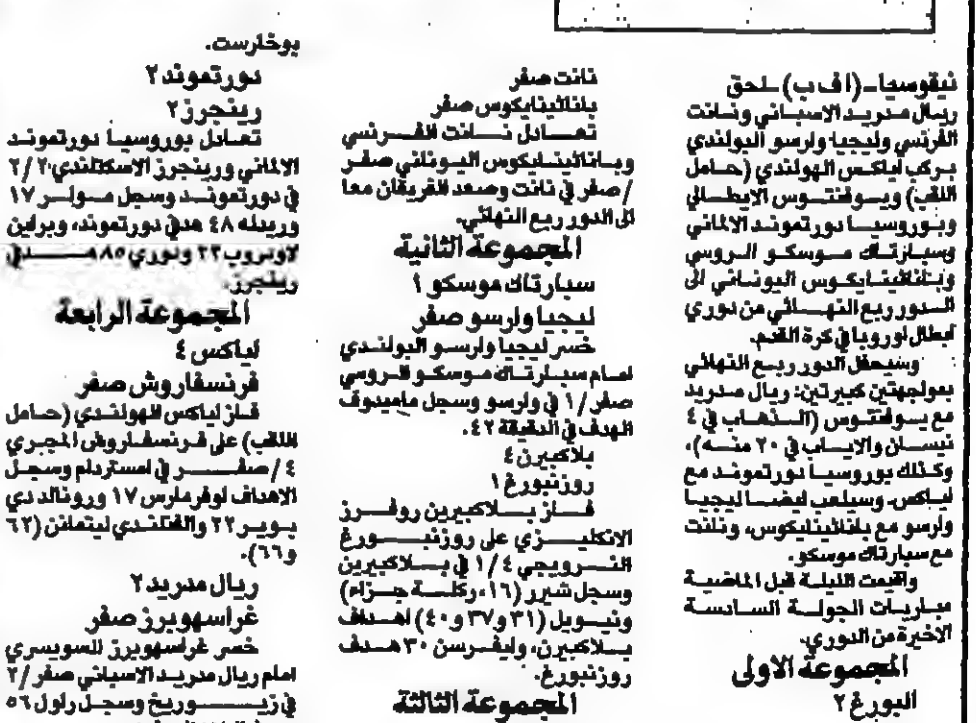 نيقوسيا ـ (ا ف ب) ـ لحق
ريال مدريد الاسباني ونانت
الفرنسي وليجيا وارسو البولندي
بركب اياكس الهولندي (حامل
اللقب) ويوفنتوس الايطالي
وبوروسيا دورتموند الالماني
وسبارتاك موسكو الروسي
وباناثينايكوس اليوناني الى
الدور ربع النهائي من دوري
ابطال اوروبا في كرة القدم.
وسيحفل الدور ربع النهائي
بمواجهتين كبيرتين: ريال مدريد
مع يوفنتوس (الذهاب في ٤
نيسان والاياب في ٢٠ منه)،
وكذلك بوروسيا دورتموند مع
اياكس. وسيلعب ايضا ليجيا
وارسو مع باناثينايكوس، ونانت
مع سبارتاك موسكو.
واقيمت الليلة قبل الماضية
مباريات الجولة السادسة
الاخيرة من الدوري.
المجموعة الاولى
البورغ ٢
نانت صفر
باناثينايكوس صفر
تعادل نانت الفرنسي
وباناثينايكوس اليوناني صفر
/صفر في نانت وصعد الفريقان معا
الى الدور ربع النهائي.
المجموعة الثانية
سبارتاك موسكو ١
ليجيا وارسو صفر
خسر ليجيا وارسو البولندي
امام سبارتاك موسكو الروسي
صفر/١ في وارسو وسجل ماميدوف
الهدف في الدقيقة ٤٢.
بلاكبيرن ٤
روزنبورغ ١
فاز بلاكبيرين روفرز
الانكليزي على روزنبورغ
النرويجي ٤/١ في بلاكبيرين
وسجل شيرر (١٦، ركلة جزاء)
ونيويل (٣١ و٣٧ و٤٠) اهداف
بلاكبيرن، وايفرسن ٣٠ هدف
روزنبورغ.
المجموعة الثالثة
بوخارست.
دورتموند ٢
رينجرز ٢
تعادل بوروسيا دورتموند
الالماني ورينجرز الاسكتلندي ٢/٢
في دورتموند وسجل مولر ١٧
وريدله ٤٨ هدفي دورتموند، وبراين
لاودروب ٢٣ ودوري ٨٥ هدفي
رينجرز.
المجموعة الرابعة
اياكس ٤
فرنسفاروش صفر
فاز اياكس الهولندي (حامل
اللقب) على فرنسفاروش المجري
٤/صفر في امستردام وسجل
الاهداف اوفرمارس ١٧ ورونالد دي
بوير ٢٢ والفنلندي ليتمانن (٦٢
و٦٦).
ريال مدريد ٢
غراسهوبرز صفر
خسر غراسهوبرز السويسري
امام ريال مدريد الاسباني صفر/٢
في زيوريخ وسجل راول ٥٦